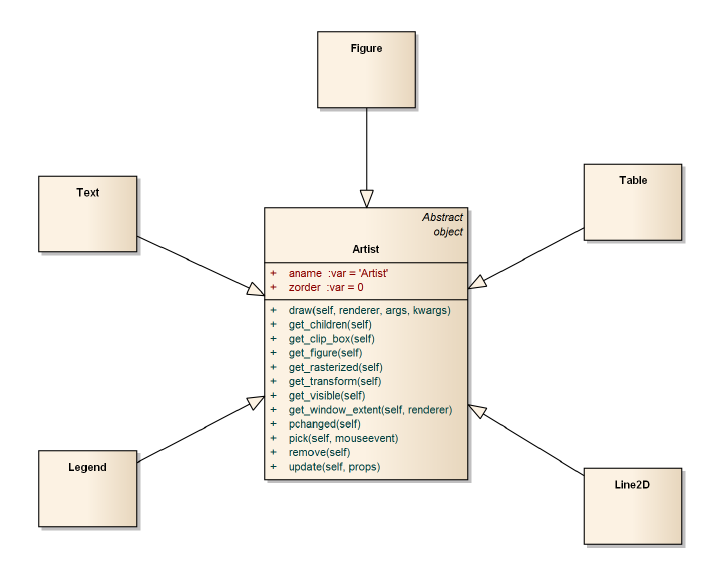 Figure
Text
Table
Abstract
object
Artist
+ aname :var = 'Artist'
+ zorder :var = 0
+ draw(self, renderer, args, kwargs)
+ get_children(self)
+ get_clip_box(self)
+ get_figure(self)
+ get_rasterized(self)
+ get_transform(self)
+ get_visible(self)
+ get_window_extent(self, renderer)
+ pchanged(self)
+ pick(self, mouseevent)
+ remove(self)
+ update(self, props)
Legend
Line2D